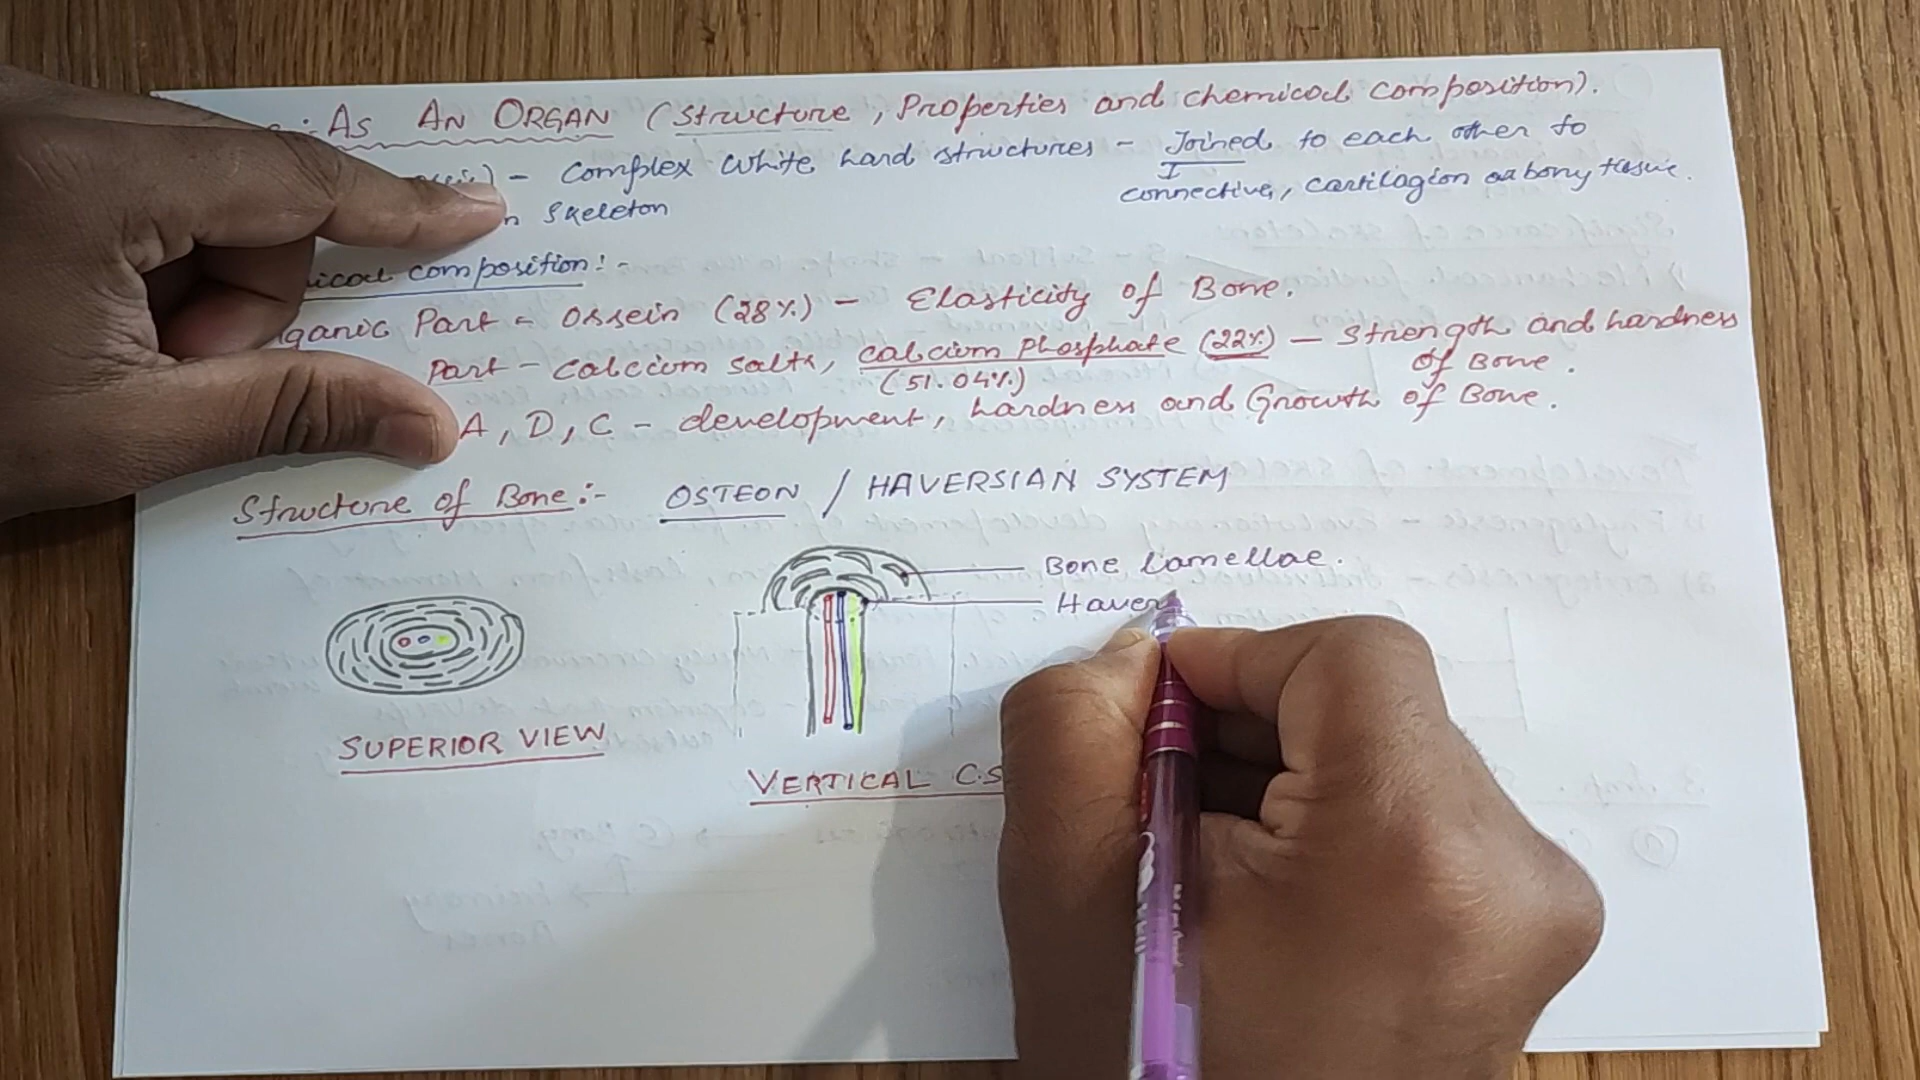 : AS AN ORGAN (Structure, Properties and chemical composition).
- Complex White hard structures - Joined to each other to
connective, cartilagion or bony tissue.
n Skeleton
ical composition:-
ganic Part - Ossein (28%) - Elasticity of Bone.
Part - calcium salts, calcium Phosphate (22%) - Strength and hardness
(51.04%)
of Bone.
A, D, C - development, hardness and Growth of Bone.
Structure of Bone:- OSTEON / HAVERSIAN SYSTEM
Bone lamellae.
Haver
SUPERIOR VIEW
VERTICAL C.S